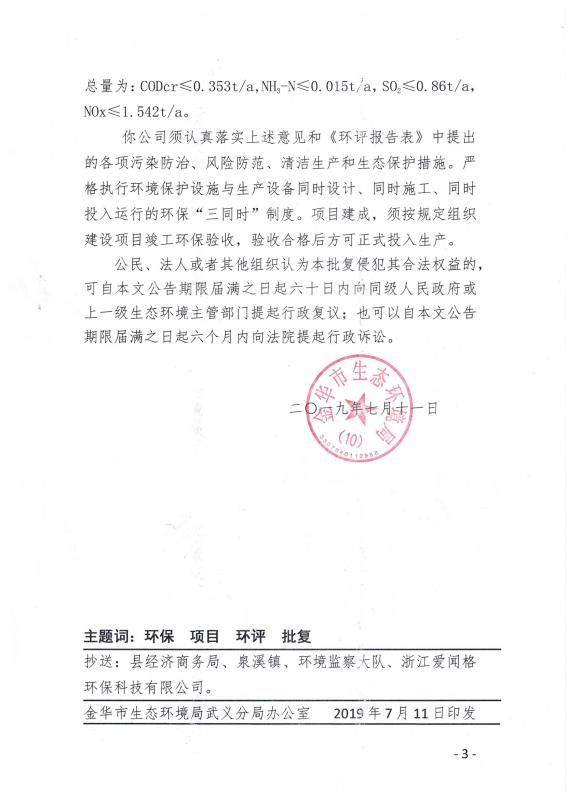 总量为：CODcr≤0.353t/a,NH₃-N≤0.015t/a，SO₂≤0.86t/a，
NOx≤1.542t/a。
你公司须认真落实上述意见和《环评报告表》中提出
的各项污染防治、风险防范、清洁生产和生态保护措施。严
格执行环境保护设施与生产设备同时设计、同时施工、同时
投入运行的环保“三同时”制度。项目建成，须按规定组织
建设项目竣工环保验收，验收合格后方可正式投入生产。
公民、法人或者其他组织认为本批复侵犯其合法权益的，
可自本文公告期限届满之日起六十日内向同级人民政府或
上一级生态环境主管部门提起行政复议；也可以自本文公告
期限届满之日起六个月内向法院提起行政诉讼。
金华市生态环境局
二〇一九年七月十一日
(10)
主题词：环保 项目 环评 批复
抄送：县经济商务局、泉溪镇、环境监察大队、浙江爱闻格
环保科技有限公司。
金华市生态环境局武义分局办公室 2019 年 7 月 11 日印发
- 3 -